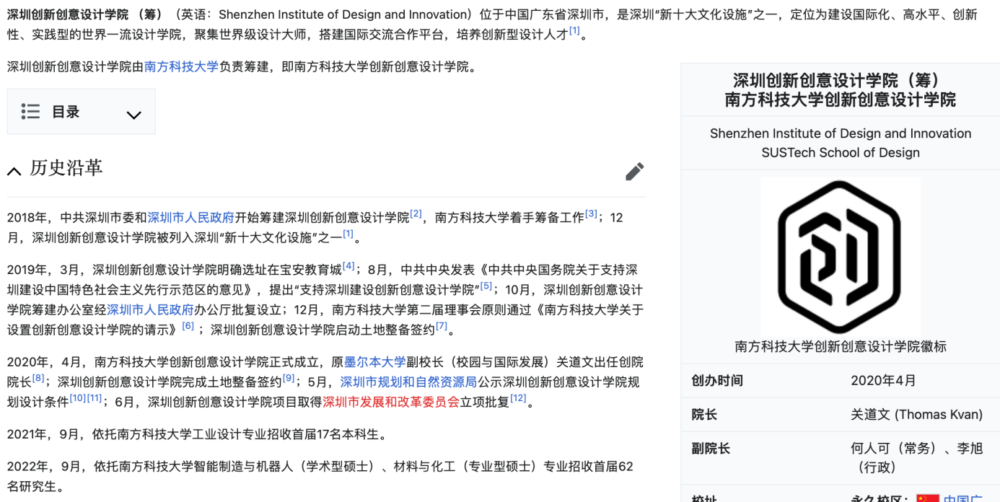 深圳创新创意设计学院 （筹）（英语：Shenzhen Institute of Design and Innovation）位于中国广东省深圳市，是深圳“新十大文化设施”之一，定位为建设国际化、高水平、创新
性、实践型的世界一流设计学院，聚集世界级设计大师，搭建国际交流合作平台，培养创新型设计人才[1]。
深圳创新创意设计学院由南方科技大学负责筹建，即南方科技大学创新创意设计学院。
目录
历史沿革
2018年，中共深圳市委和深圳市人民政府开始筹建深圳创新创意设计学院[2]，南方科技大学着手筹备工作[3]；12
月，深圳创新创意设计学院被列入深圳“新十大文化设施”之一[1]。
2019年，3月，深圳创新创意设计学院明确选址在宝安教育城[4]；8月，中共中央发表《中共中央国务院关于支持深
圳建设中国特色社会主义先行示范区的意见》，提出“支持深圳建设创新创意设计学院”[5]；10月，深圳创新创意设计
学院筹建办公室经深圳市人民政府办公厅批复设立；12月，南方科技大学第二届理事会原则通过《南方科技大学关于
设置创新创意设计学院的请示》[6] ；深圳创新创意设计学院启动土地整备签约[7]。
2020年，4月，南方科技大学创新创意设计学院正式成立，原墨尔本大学副校长（校园与国际发展）关道文出任创院
院长[8]；深圳创新创意设计学院完成土地整备签约[9]；5月，深圳市规划和自然资源局公示深圳创新创意设计学院规
划设计条件[10][11]；6月，深圳创新创意设计学院项目取得深圳市发展和改革委员会立项批复[12]。
2021年，9月，依托南方科技大学工业设计专业招收首届17名本科生。
2022年，9月，依托南方科技大学智能制造与机器人（学术型硕士）、材料与化工（专业型硕士）专业招收首届62
名研究生。
深圳创新创意设计学院（筹）
南方科技大学创新创意设计学院
Shenzhen Institute of Design and Innovation
SUSTech School of Design
南方科技大学创新创意设计学院徽标
创办时间 2020年4月
院长 关道文 (Thomas Kvan)
副院长 何人可（常务）、李旭
（行政）
校址 永久校区： 中国广